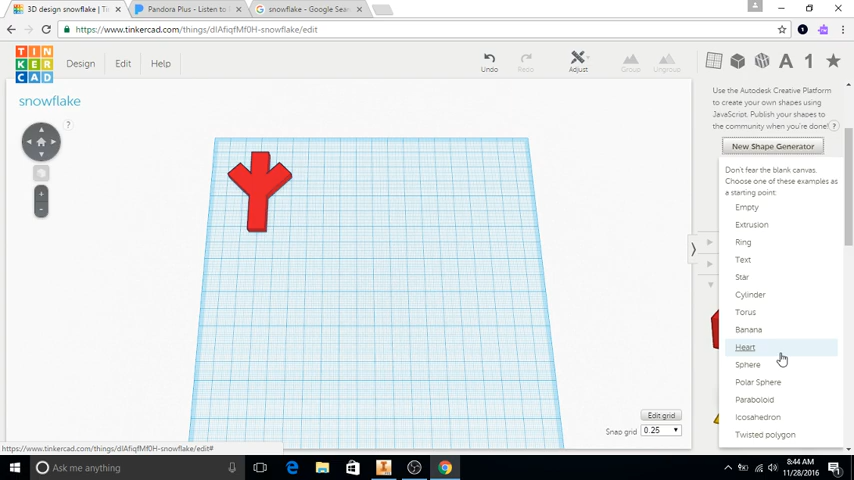 3D design snowflake | Tin
Pandora Plus - Listen to
snowflake - Google Sear
https://www.tinkercad.com/things/dIAfiqfMf0H-snowflake/edit
TIN
KER
CAD
Design
Edit
Help
Undo
Redo
Adjust
Group
Ungroup
snowflake
?
Use the Autodesk Creative Platform
to create your own shapes using
JavaScript. Publish your shapes to
the community when you're done!
?
New Shape Generator
Don't fear the blank canvas.
Choose one of these examples as
a starting point.
Empty
Extrusion
Ring
Text
Star
Cylinder
Torus
Banana
Heart
Sphere
Polar Sphere
Paraboloid
Icosahedron
Twisted polygon
Edit grid
Snap grid 0.25
https://www.tinkercad.com/things/dIAfiqfMf0H-snowflake/edit#
Ask me anything
8:44 AM
11/28/2016